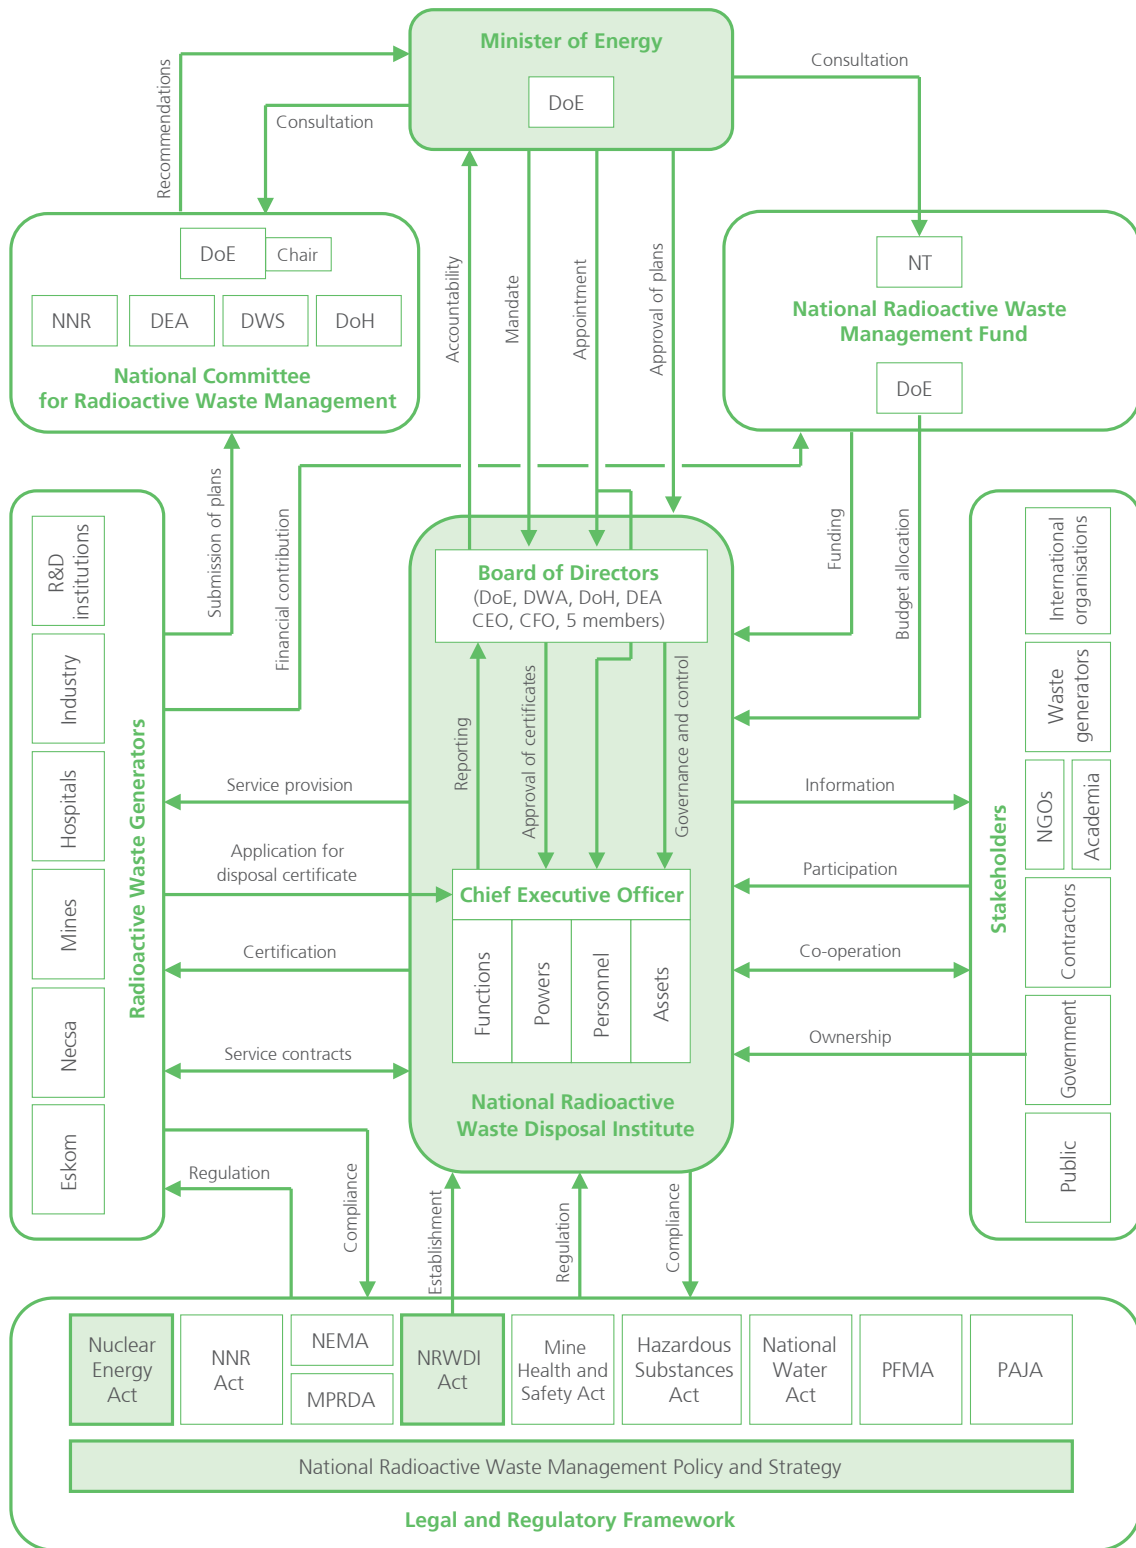 Minister of Energy
DoE
Recommendations
Consultation
Consultation
DoE
Chair
NNR
DEA
DWS
DoH
National Committee
for Radioactive Waste Management
Accountability
Mandate
Appointment
Approval of plans
NT
National Radioactive Waste
Management Fund
DoE
Submission of plans
Financial contribution
Funding
Budget allocation
Radioactive Waste Generators
R&D
institutions
Industry
Hospitals
Mines
Necsa
Eskom
Board of Directors
(DoE, DWA, DoH, DEA
CEO, CFO, 5 members)
Reporting
Approval of certificates
Governance and control
Service provision
Application for
disposal certificate
Certification
Service contracts
Chief Executive Officer
Functions
Powers
Personnel
Assets
National Radioactive
Waste Disposal Institute
Information
Participation
Co-operation
Ownership
Stakeholders
International
organisations
Waste
generators
NGOs
Academia
Contractors
Government
Public
Regulation
Compliance
Establishment
Regulation
Compliance
Nuclear
Energy
Act
NNR
Act
NEMA
MPRDA
NRWDI
Act
Mine
Health and
Safety Act
Hazardous
Substances
Act
National
Water
Act
PFMA
PAJA
National Radioactive Waste Management Policy and Strategy
Legal and Regulatory Framework